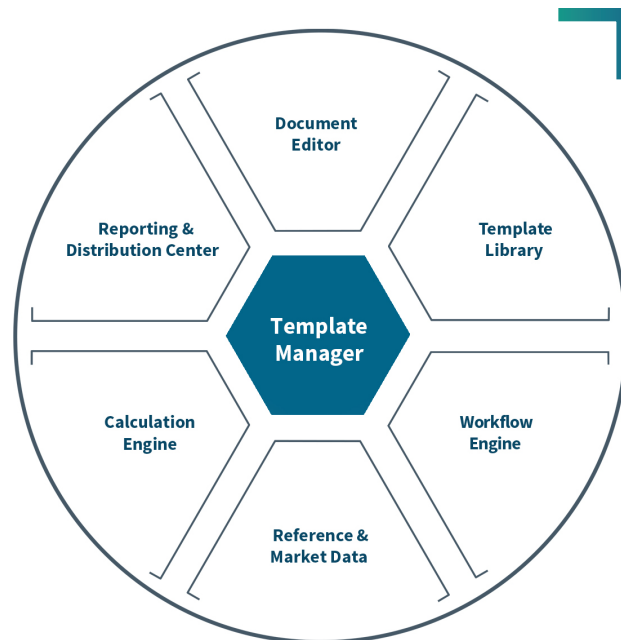 Document
Editor
Reporting &
Distribution Center
Template
Library
Template
Manager
Calculation
Engine
Workflow
Engine
Reference &
Market Data